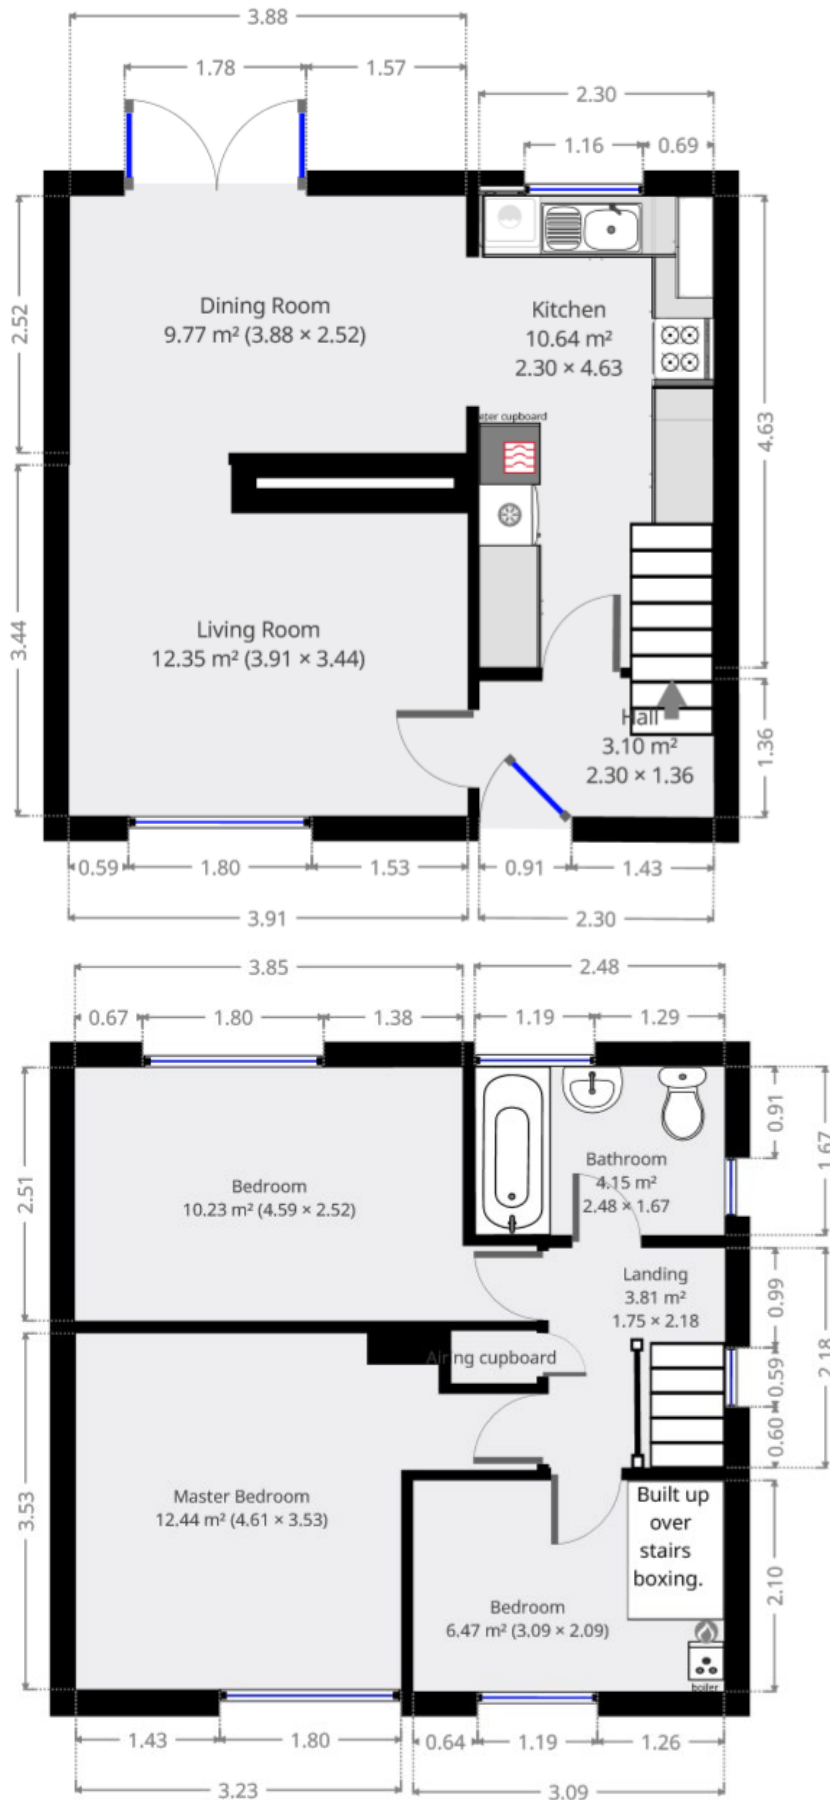 3.88
1.78
1.57
2.30
1.16
0.69
2.52
Dining Room
9.77 m² (3.88 × 2.52)
Kitchen
10.64 m²
2.30 × 4.63
cupboard
4.63
3.44
Living Room
12.35 m² (3.91 × 3.44)
Hall
3.10 m²
2.30 × 1.36
1.36
0.59
1.80
1.53
0.91
1.43
3.91
2.30
3.85
2.48
0.67
1.80
1.38
1.19
1.29
0.91
1.67
2.51
Bedroom
10.23 m² (4.59 × 2.52)
Bathroom
4.15 m²
2.48 × 1.67
Landing
3.81 m²
1.75 × 2.18
0.99
0.59
0.60
2.18
Airing cupboard
3.53
Master Bedroom
12.44 m² (4.61 × 3.53)
Built up
over
stairs
boxing.
2.10
Bedroom
6.47 m² (3.09 × 2.09)
boiler
1.43
1.80
0.64
1.19
1.26
3.23
3.09